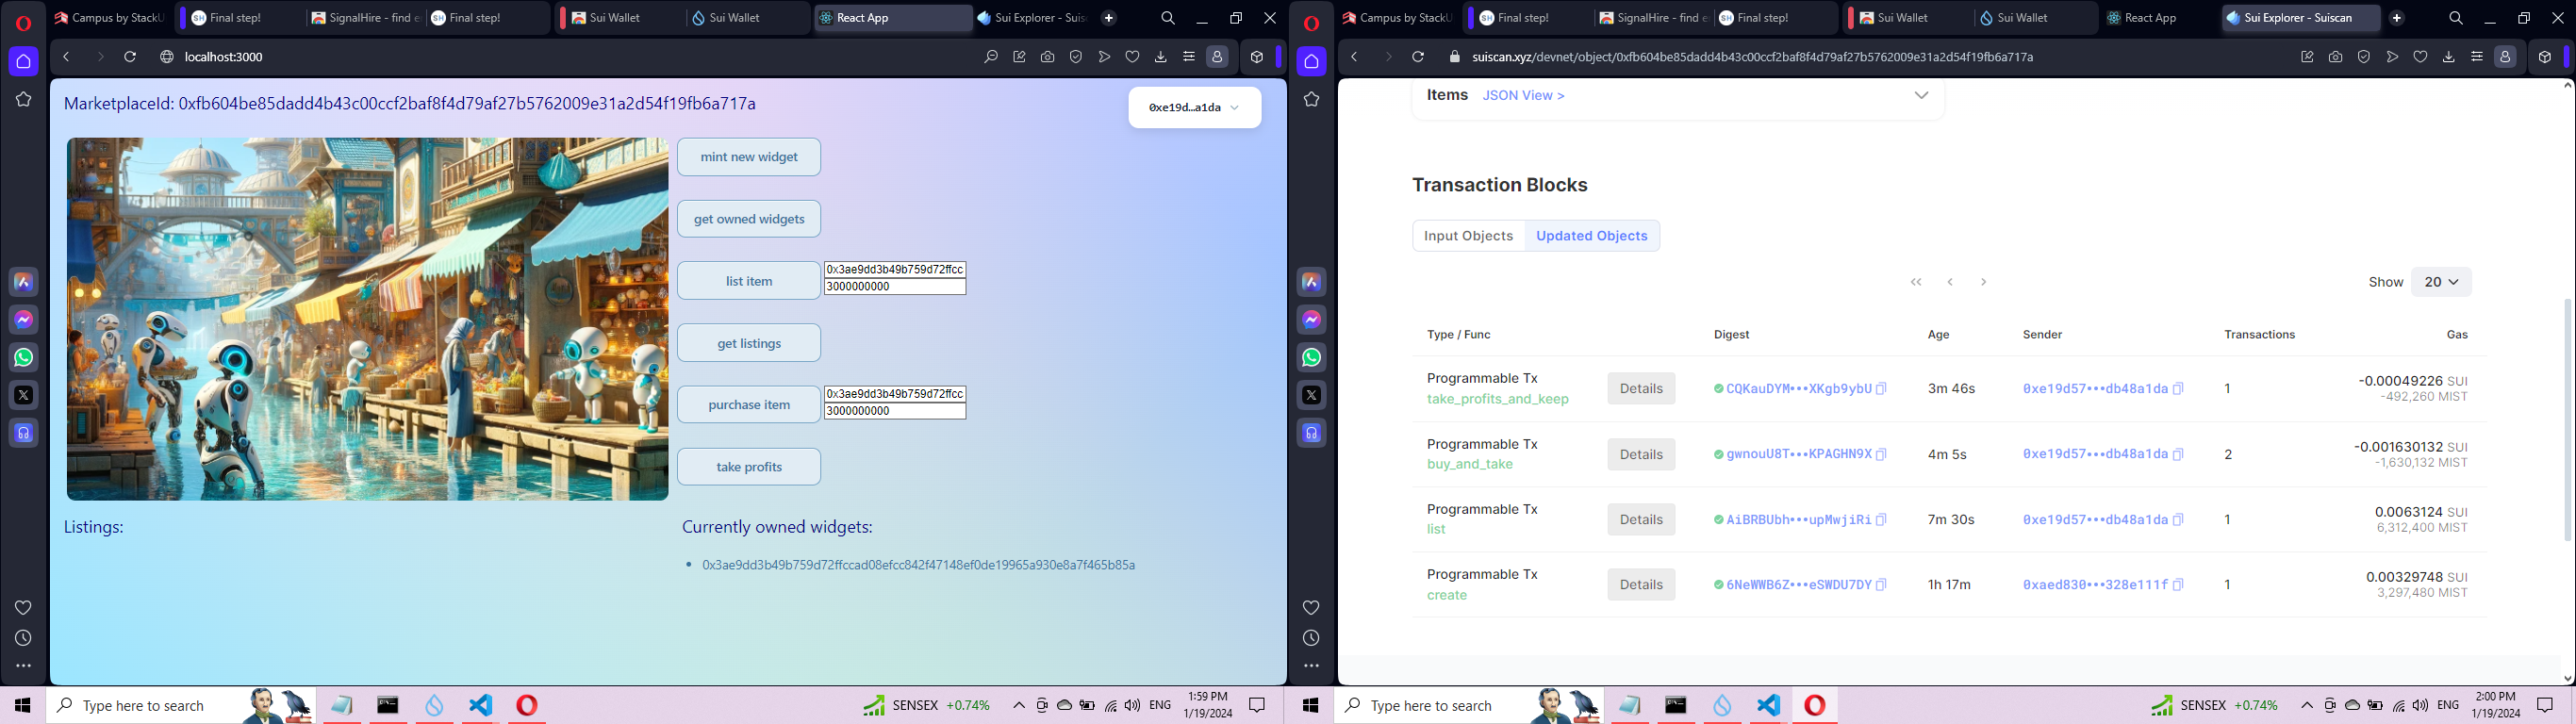 Campus by StackU
Final step!
SignalHire - find e
Final step!
Sui Wallet
Sui Wallet
React App
Sui Explorer - Suis
localhost:3000
MarketplaceId: 0xfb604be85dadd4b43c00ccf2baf8f4d79af27b5762009e31a2d54f19fb6a717a
0xe19d…a1da
mint new widget
get owned widgets
list item
0x3ae9dd3b49b759d72ffcc
3000000000
get listings
purchase item
0x3ae9dd3b49b759d72ffcc
3000000000
take profits
Listings:
Currently owned widgets:
0x3ae9dd3b49b759d72ffccad08efcc842f47148ef0de19965a930e8a7f465b85a
Type here to search
SENSEX +0.74%
ENG
1:59 PM
1/19/2024
Campus by StackU
Final step!
SignalHire - find e
Final step!
Sui Wallet
Sui Wallet
React App
Sui Explorer - Suiscan
suiscan.xyz/devnet/object/0xfb604be85dadd4b43c00ccf2baf8f4d79af27b5762009e31a2d54f19fb6a717a
Items JSON View >
Transaction Blocks
Input Objects Updated Objects
Show 20
Type / Func Digest Age Sender Transactions Gas
Programmable Tx
take_profits_and_keep
Details CQKauDYM•••XKgb9ybU 3m 46s 0xe19d57•••db48a1da 1
-0.00049226 SUI
-492,260 MIST
Programmable Tx
buy_and_take
Details gwnouU8T•••KPAGHN9X 4m 5s 0xe19d57•••db48a1da 2
-0.001630132 SUI
-1,630,132 MIST
Programmable Tx
list
Details AiBRBUbh•••upMwjiRi 7m 30s 0xe19d57•••db48a1da 1
0.0063124 SUI
6,312,400 MIST
Programmable Tx
create
Details 6NeWWB6Z•••eSWDU7DY 1h 17m 0xaed830•••328e111f 1
0.00329748 SUI
3,297,480 MIST
Type here to search
SENSEX +0.74%
ENG
2:00 PM
1/19/2024